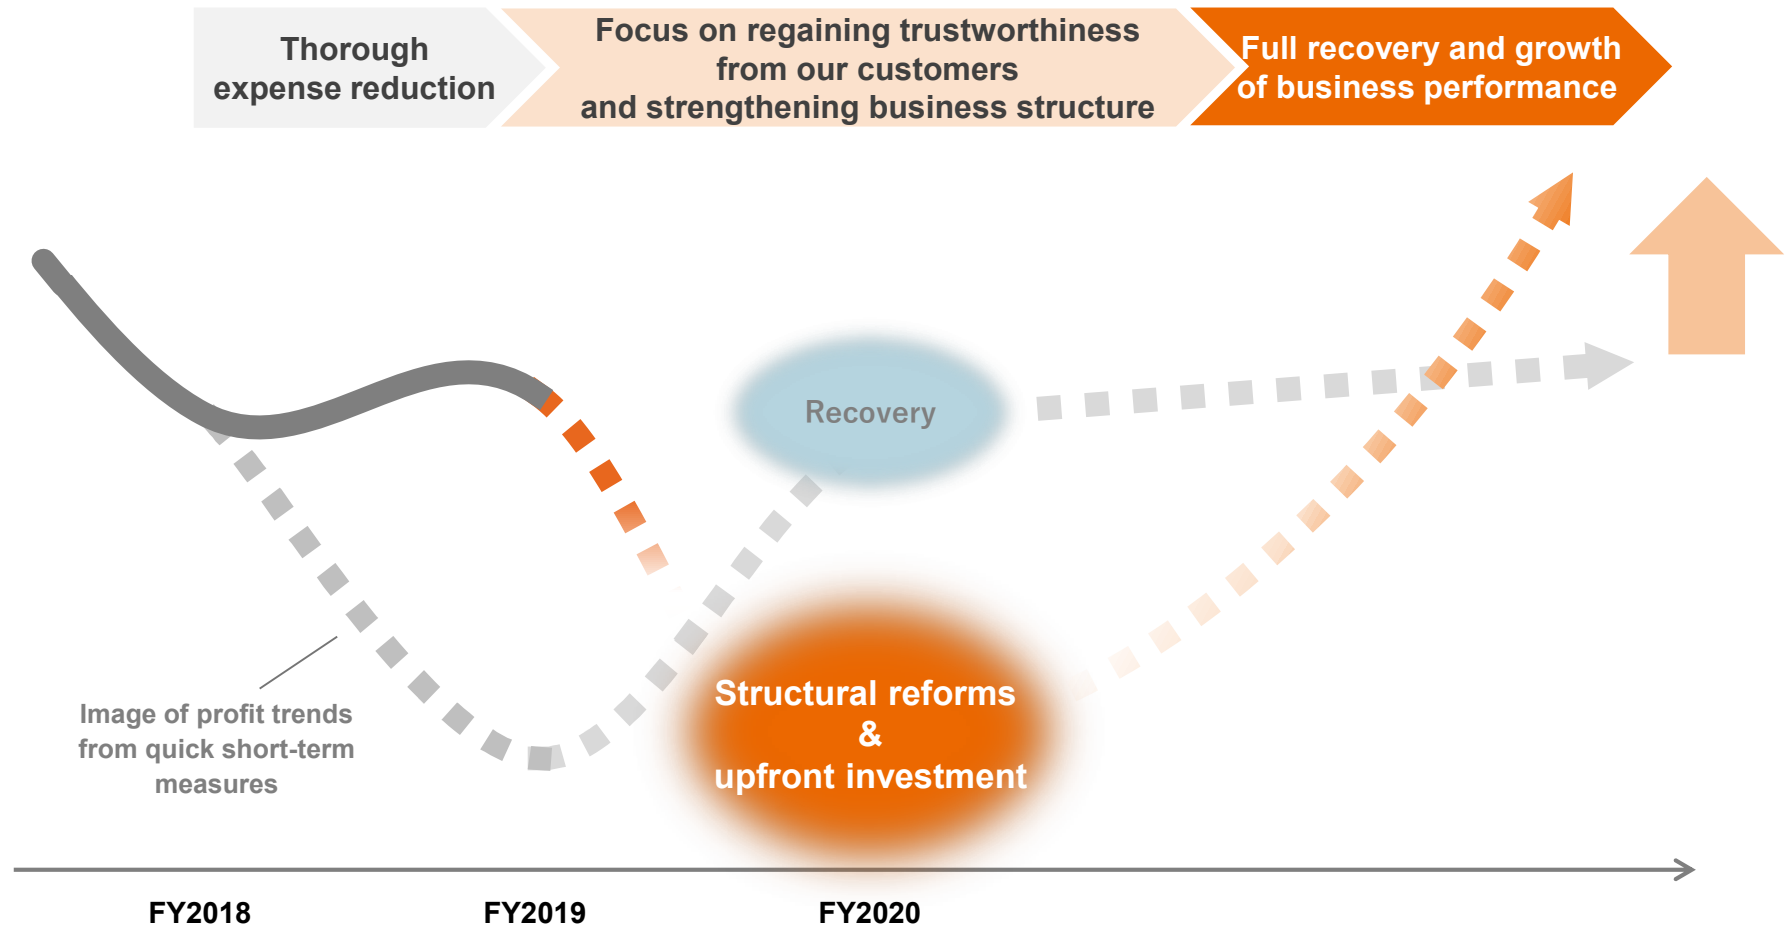 Thorough
expense reduction
Focus on regaining trustworthiness
from our customers
and strengthening business structure
Full recovery and growth
of business performance
Recovery
Structural reforms
&
upfront investment
Image of profit trends
from quick short-term
measures
FY2018
FY2019
FY2020